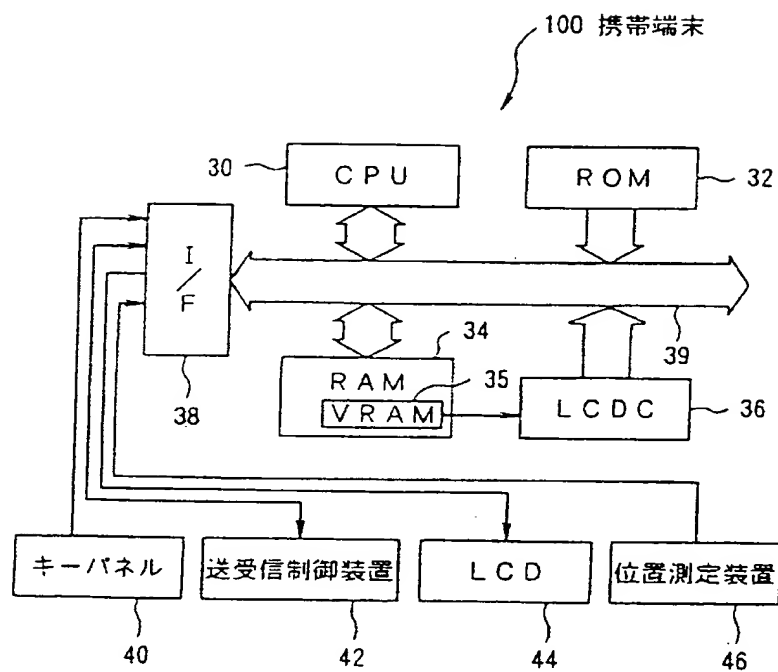 100 携帯端末
30
CPU
ROM
32
I/F
39
34
RAM
35
VRAM
LCDC
36
38
キーパネル
送受信制御装置
LCD
位置測定装置
40
42
44
46